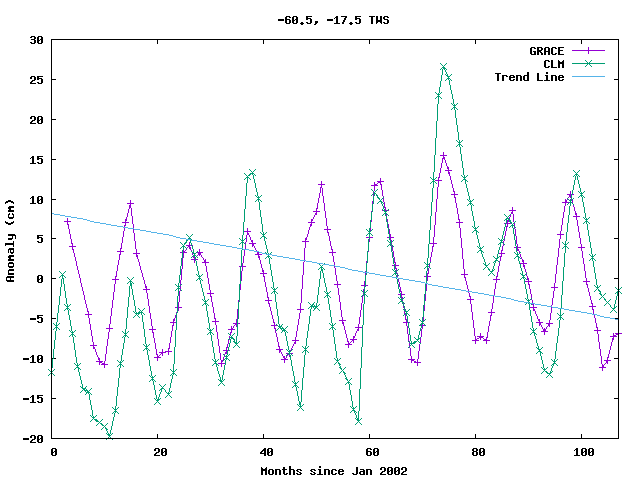 -60.5, -17.5 TWS
30
25
20
15
10
5
0
-5
-10
-15
-20
Anomaly (cm)
GRACE
CLM
Trend Line
0 20 40 60 80 100
Months since Jan 2002